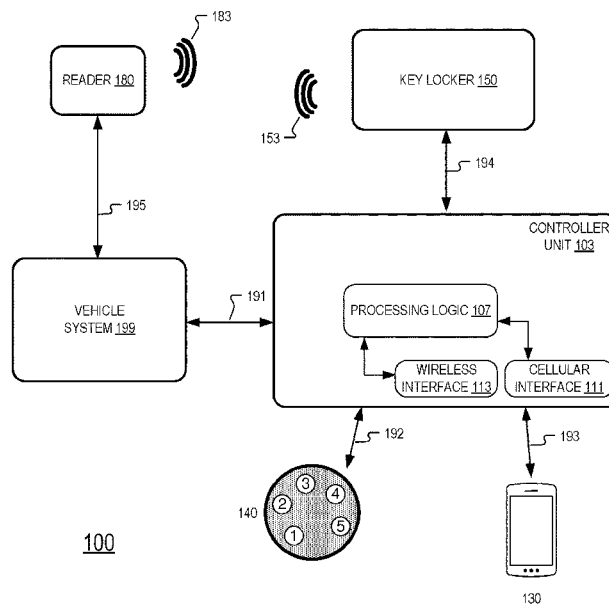 183
READER 180
KEY LOCKER 150
153
194
195
CONTROLLER
UNIT 103
191
VEHICLE
SYSTEM 199
PROCESSING LOGIC 107
WIRELESS
INTERFACE 113
CELLULAR
INTERFACE 111
192
193
140
1
2
3
4
5
100
130